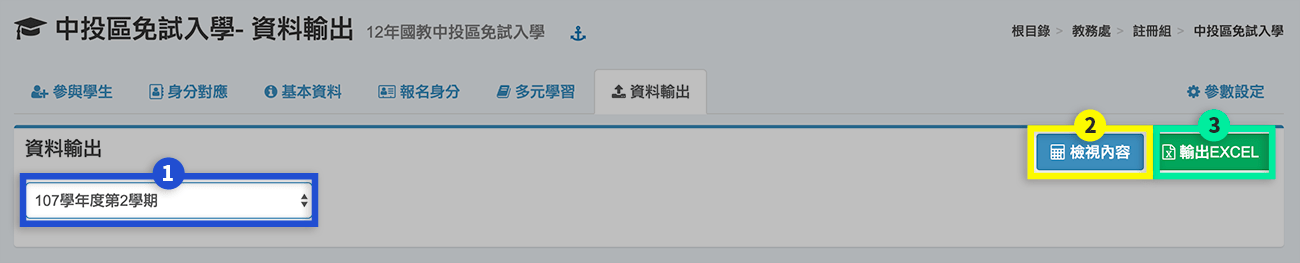 中投區免試入學- 資料輸出 12年國教中投區免試入學
根目錄 > 教務處 > 註冊組 > 中投區免試入學
參與學生 身分對應 基本資料 報名身分 多元學習 資料輸出 參數設定
資料輸出
1
107學年度第2學期
2
檢視內容
3
輸出EXCEL